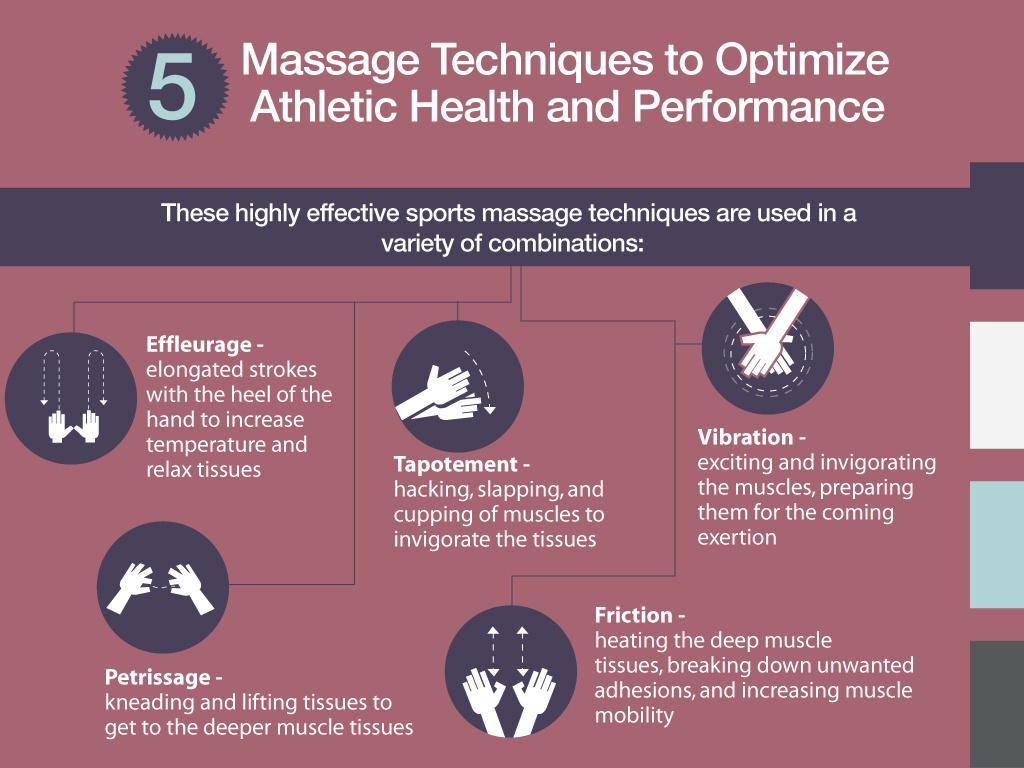 5
Massage Techniques to Optimize
Athletic Health and Performance
These highly effective sports massage techniques are used in a
variety of combinations:
Effleurage -
elongated strokes
with the heel of the
hand to increase
temperature and
relax tissues
Tapotement -
hacking, slapping, and
cupping of muscles to
invigorate the tissues
Vibration -
exciting and invigorating
the muscles, preparing
them for the coming
exertion
Petrissage -
kneading and lifting tissues to
get to the deeper muscle tissues
Friction -
heating the deep muscle
tissues, breaking down unwanted
adhesions, and increasing muscle
mobility